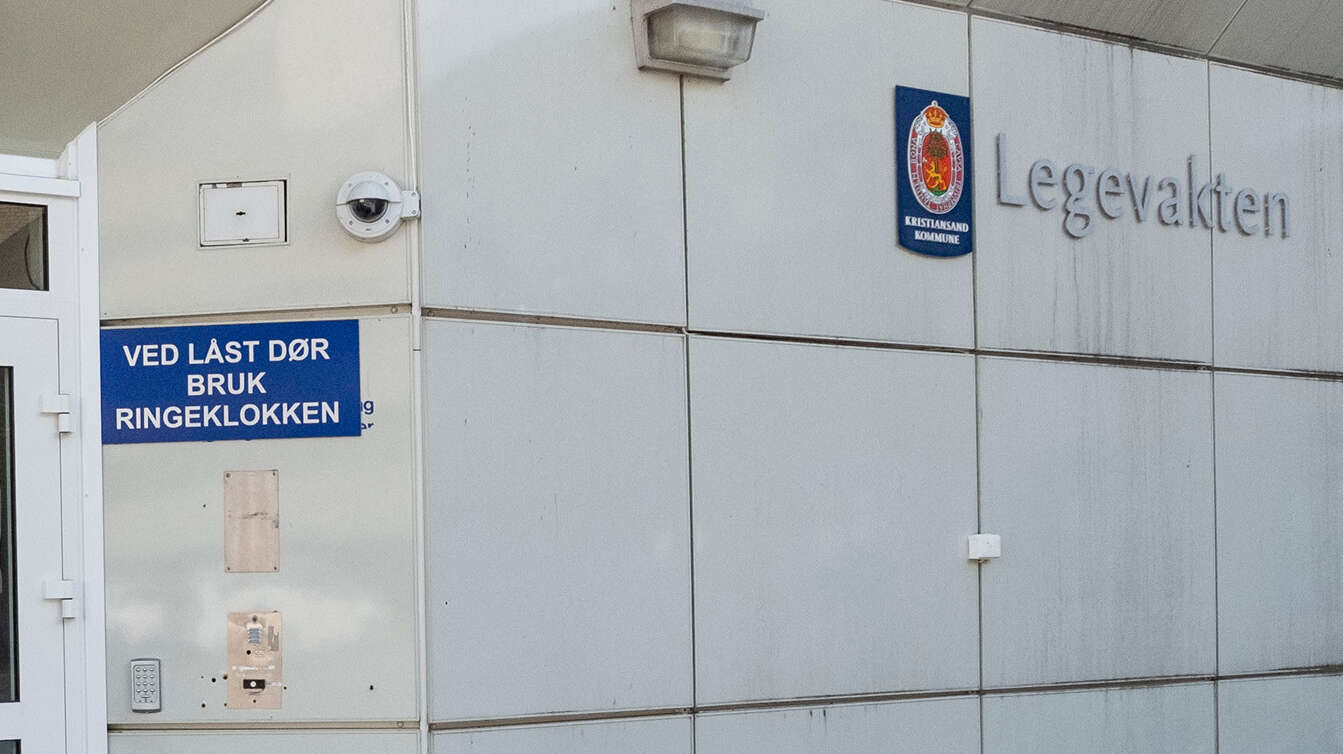 VED LÅST DØR
BRUK
RINGEKLOKKEN
KRISTIANSAND
KOMMUNE
Legevakten